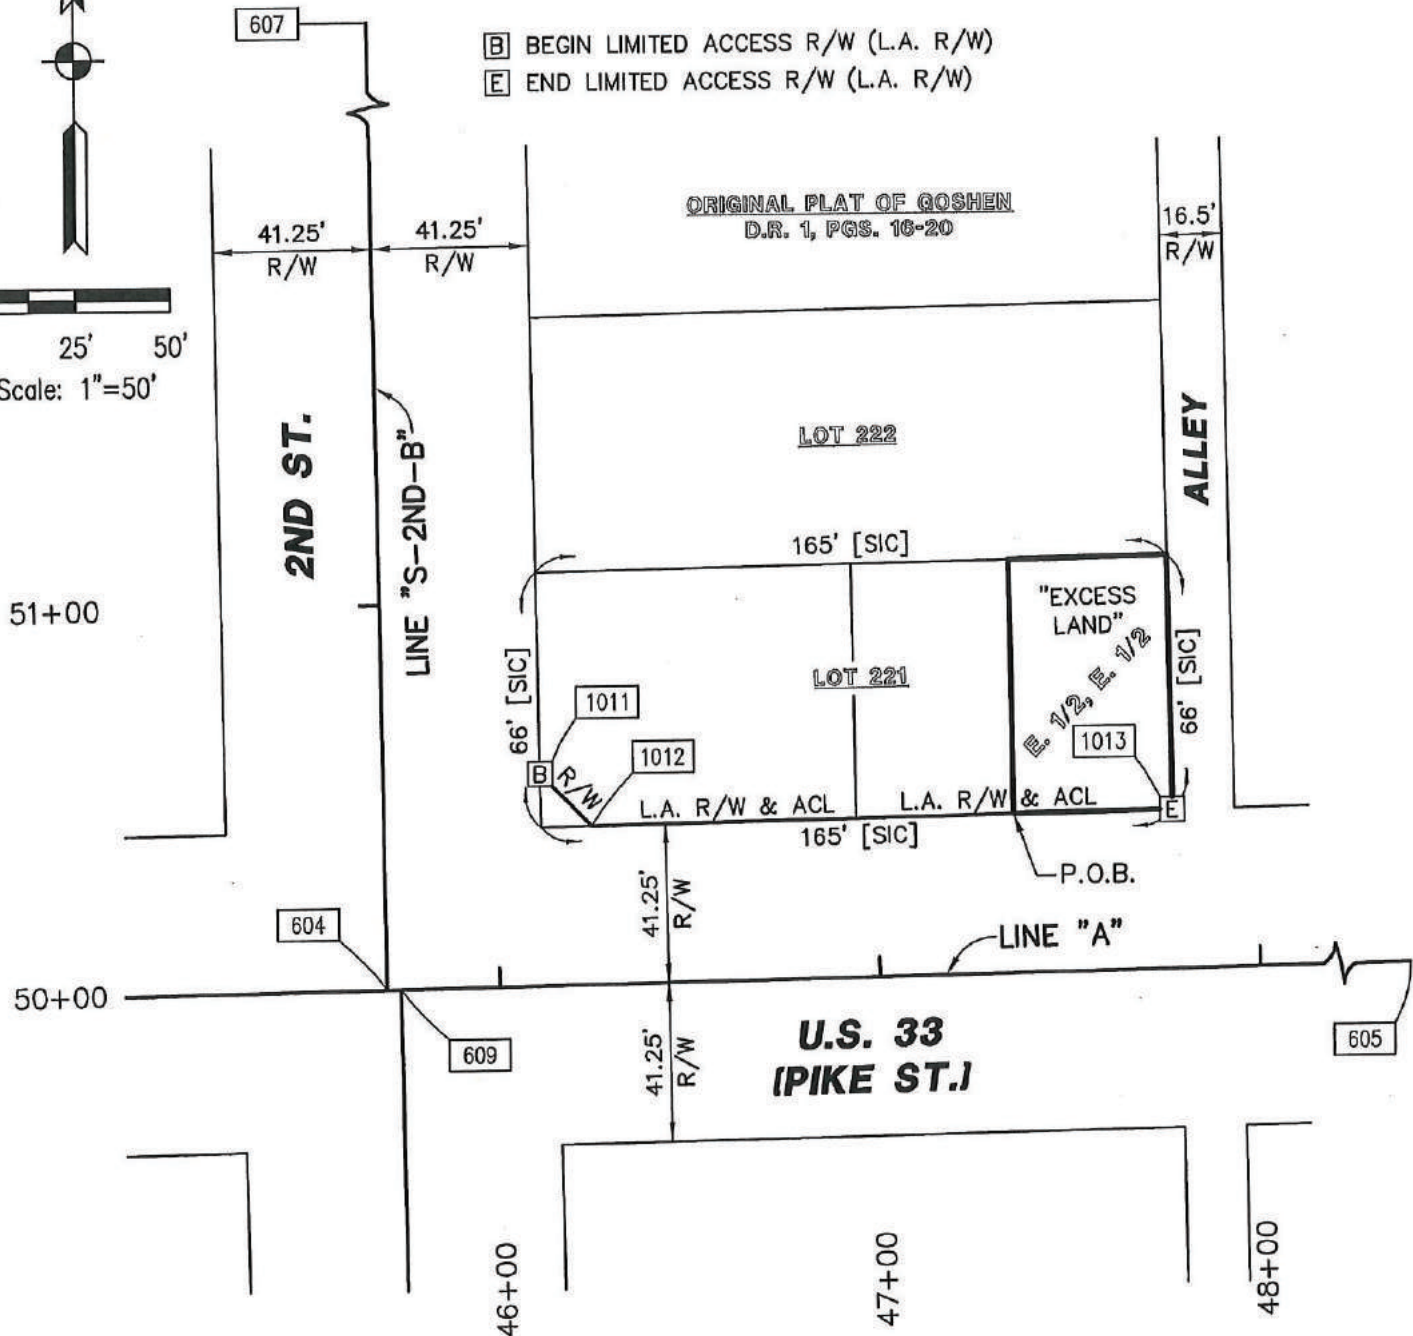 607
B BEGIN LIMITED ACCESS R/W (L.A. R/W)
E END LIMITED ACCESS R/W (L.A. R/W)
ORIGINAL PLAT OF GOSHEN
D.R. 1, PGS. 16-20
41.25'
R/W
41.25'
R/W
16.5'
R/W
25' 50'
Scale: 1"=50'
2ND ST.
LINE "S-2ND-B"
LOT 222
ALLEY
165' [SIC]
51+00
"EXCESS
LAND"
E. 1/2, E. 1/2
66' [SIC]
66' [SIC]
LOT 221
1011
1012
1013
B
R/W
L.A. R/W & ACL
L.A. R/W & ACL
E
165' [SIC]
P.O.B.
41.25'
R/W
604
LINE "A"
50+00
609
41.25'
R/W
U.S. 33
(PIKE ST.)
605
46+00
47+00
48+00